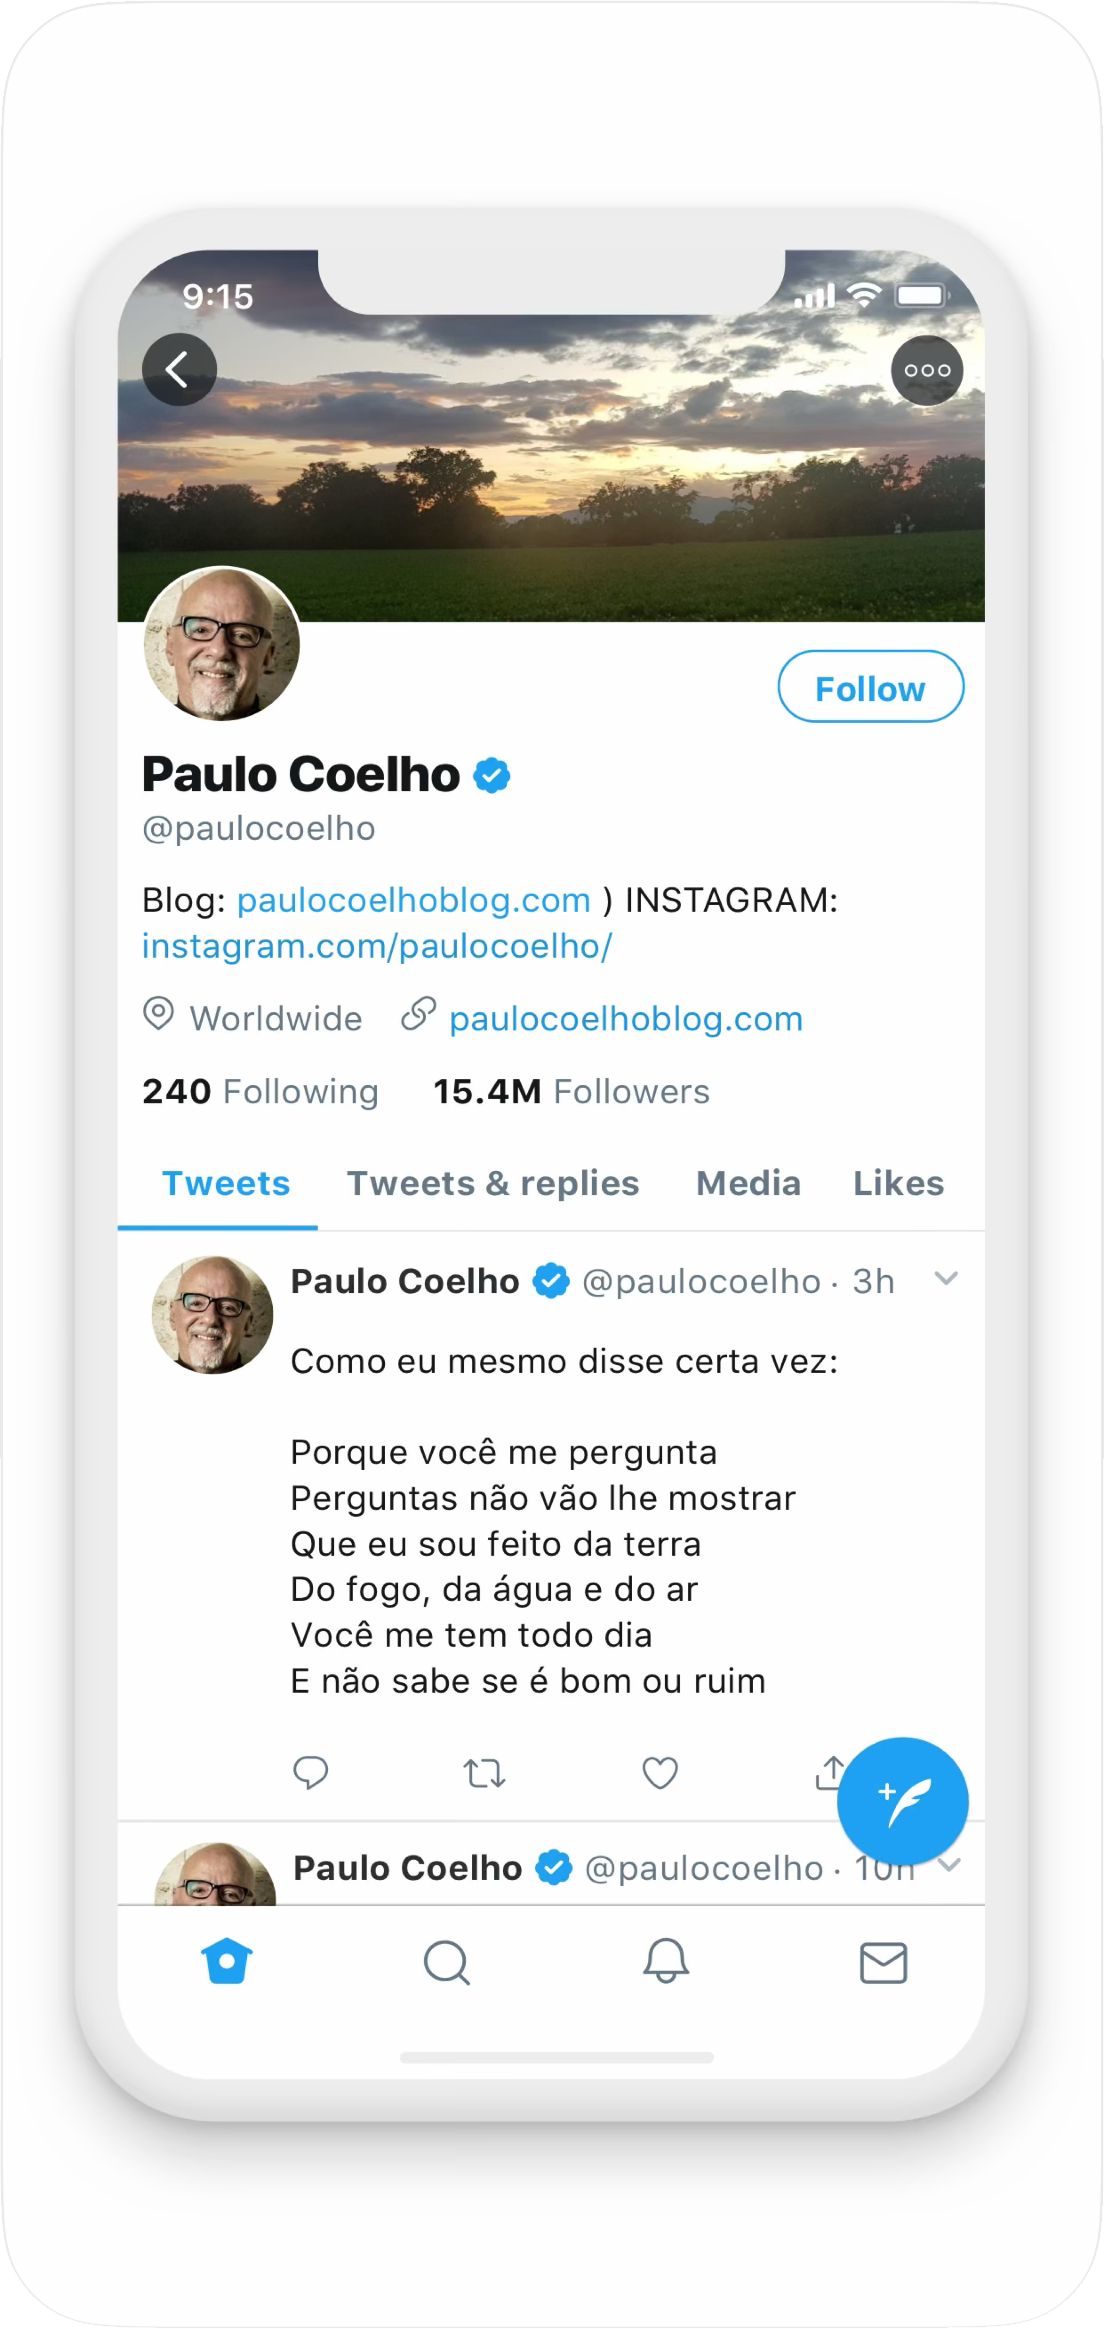 9:15
Follow
Paulo Coelho
@paulocoelho
Blog: paulocoelhoblog.com ) INSTAGRAM:
instagram.com/paulocoelho/
Worldwide paulocoelhoblog.com
240 Following 15.4M Followers
Tweets Tweets & replies Media Likes
Paulo Coelho @paulocoelho · 3h
Como eu mesmo disse certa vez:
Porque você me pergunta
Perguntas não vão lhe mostrar
Que eu sou feito da terra
Do fogo, da água e do ar
Você me tem todo dia
E não sabe se é bom ou ruim
Paulo Coelho @paulocoelho · 10h